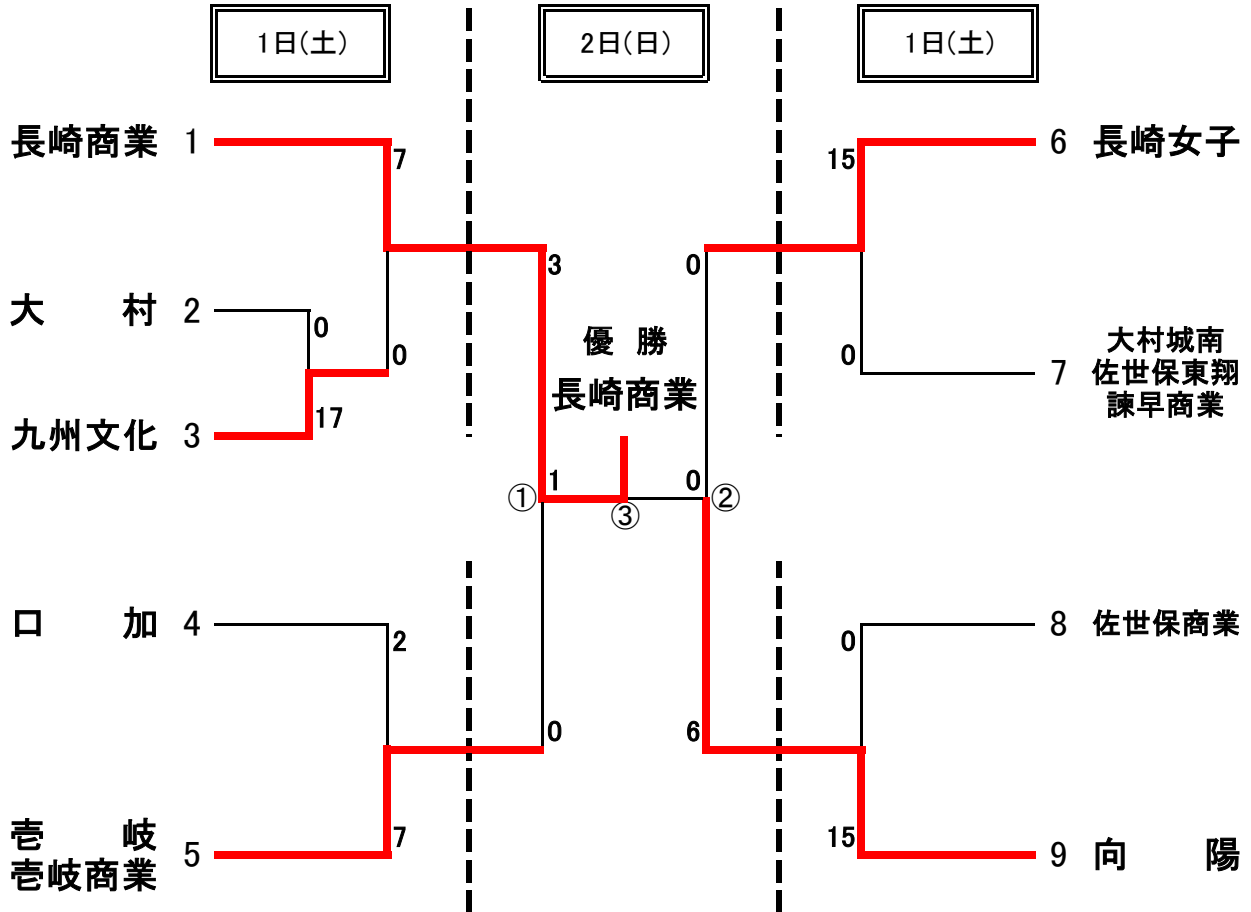 1日(土)
2日(日)
1日(土)
長崎商業 1
7
大 村 2
0
0
九州文化 3
17
口 加 4
2
壱 岐
壱岐商業 5
7
3
0
優 勝
長崎商業
1
0
①
②
③
0
6
15
6 長崎女子
0
大村城南
7 佐世保東翔
諫早商業
0
8 佐世保商業
15
9 向 陽